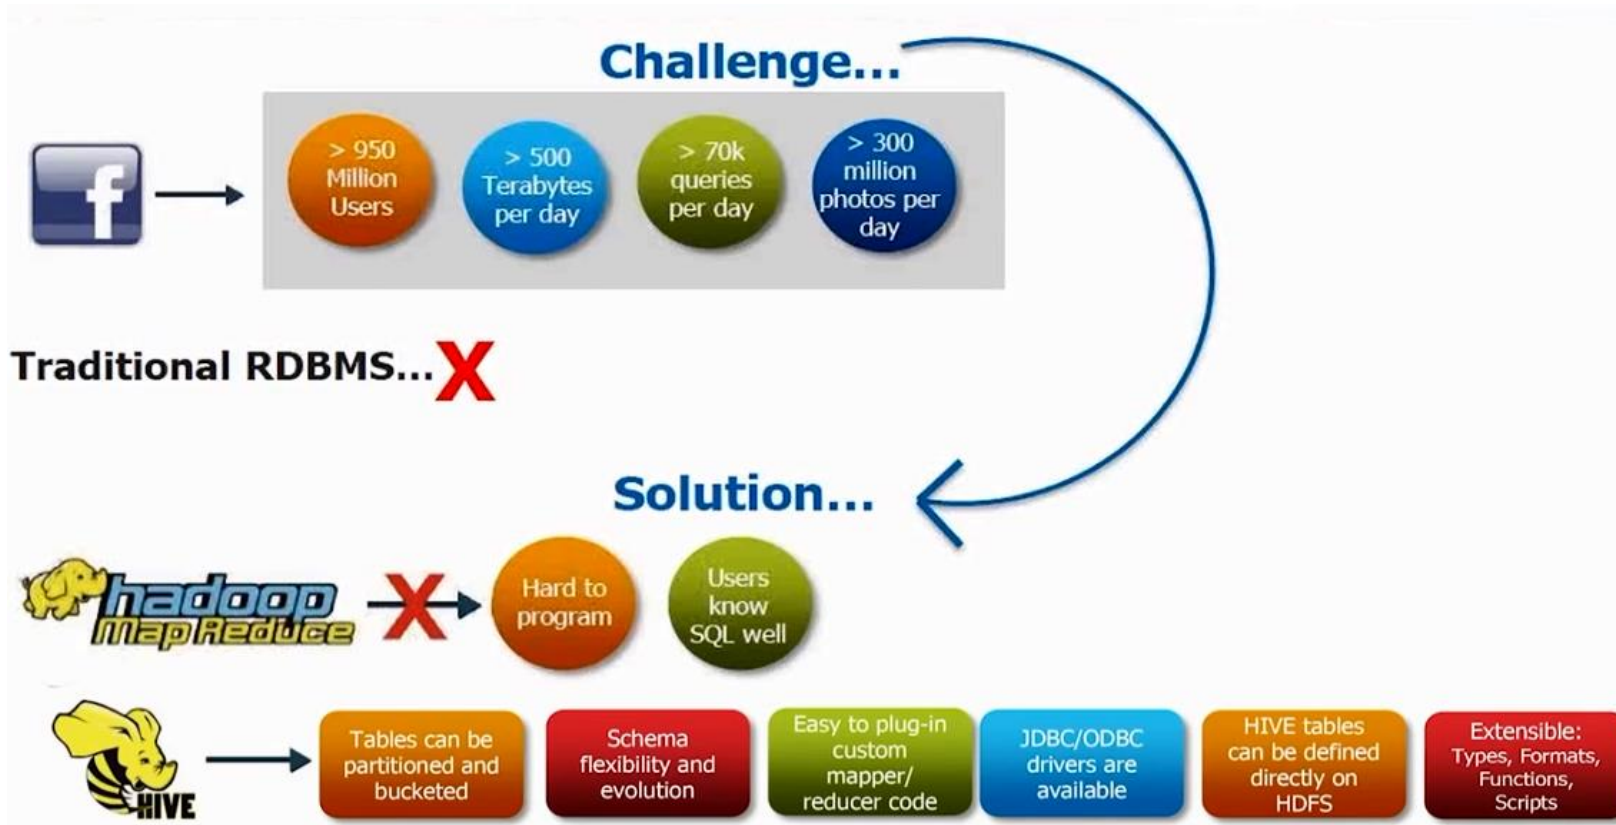 Challenge...
f
> 950
Million
Users
> 500
Terabytes
per day
> 70k
queries
per day
> 300
million
photos per
day
Traditional RDBMS... X
Solution...
hadoop
Map Reduce
X
Hard to
program
Users
know
SQL well
HIVE
Tables can be
partitioned and
bucketed
Schema
flexibility and
evolution
Easy to plug-in
custom
mapper/
reducer code
JDBC/ODBC
drivers are
available
HIVE tables
can be defined
directly on
HDFS
Extensible:
Types, Formats,
Functions,
Scripts